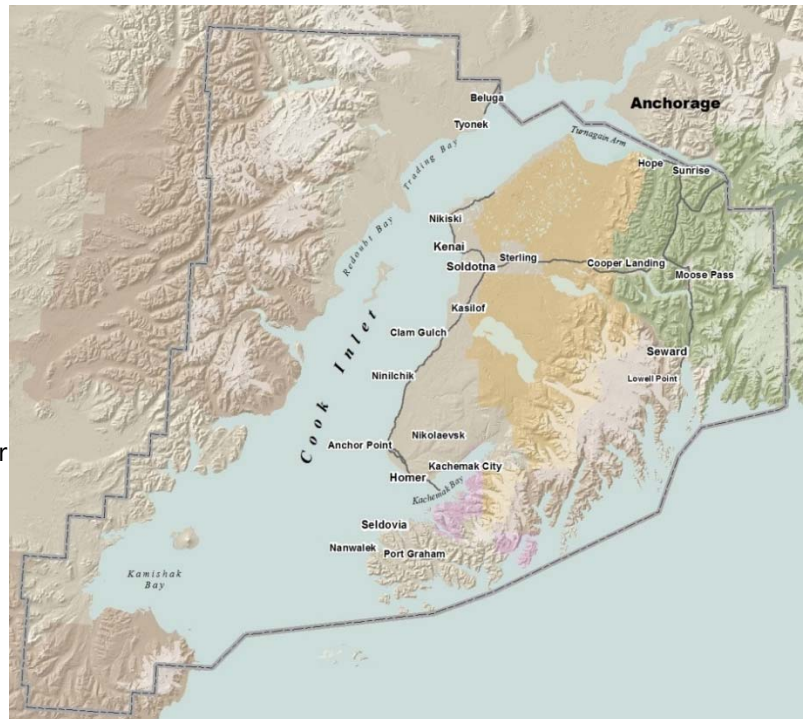 Beluga
Anchorage
Tyonek
Turnagain Arm
Trading Bay
Hope
Sunrise
Nikiski
Redoubt Bay
Kenai
Sterling
Soldotna
Cooper Landing
Moose Pass
Kasilof
Clam Gulch
Cook Inlet
Seward
Ninilchik
Lowell Point
Nikolaevsk
Anchor Point
r
Kachemak City
Homer
Kachemak Bay
Seldovia
Nanwalek
Port Graham
Kamishak
Bay